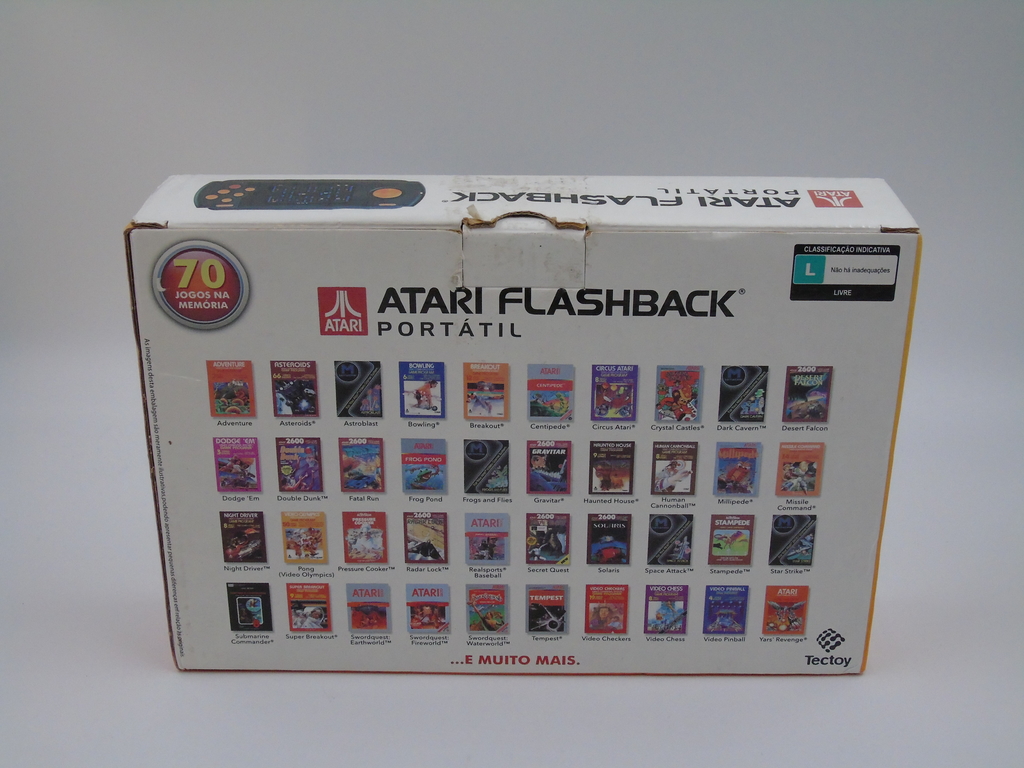 ATARI FLASHBACK
PORTÁTIL
ATARI
70
JOGOS NA
MEMÓRIA
CLASSIFICAÇÃO INDICATIVA
L
Não há inadequações
LIVRE
ATARI
ATARI FLASHBACK®
PORTÁTIL
Adventure Asteroids® Astroblast Bowling® Breakout® Centipede® Circus Atari® Crystal Castles® Dark Cavern™ Desert Falcon
Dodge 'Em Double Dunk™ Fatal Run Frog Pond Frogs and Flies Gravitar® Haunted House® Human Cannonball™ Millipede® Missile Command®
Night Driver™ Pong (Video Olympics) Pressure Cooker™ Radar Lock™ Realsports® Baseball Secret Quest Solaris Space Attack™ Stampede™ Star Strike™
Submarine Commander® Super Breakout® Swordquest: Earthworld™ Swordquest: Fireworld™ Swordquest: Waterworld™ Tempest® Video Checkers Video Chess Video Pinball Yars' Revenge®
...E MUITO MAIS.
Tectoy